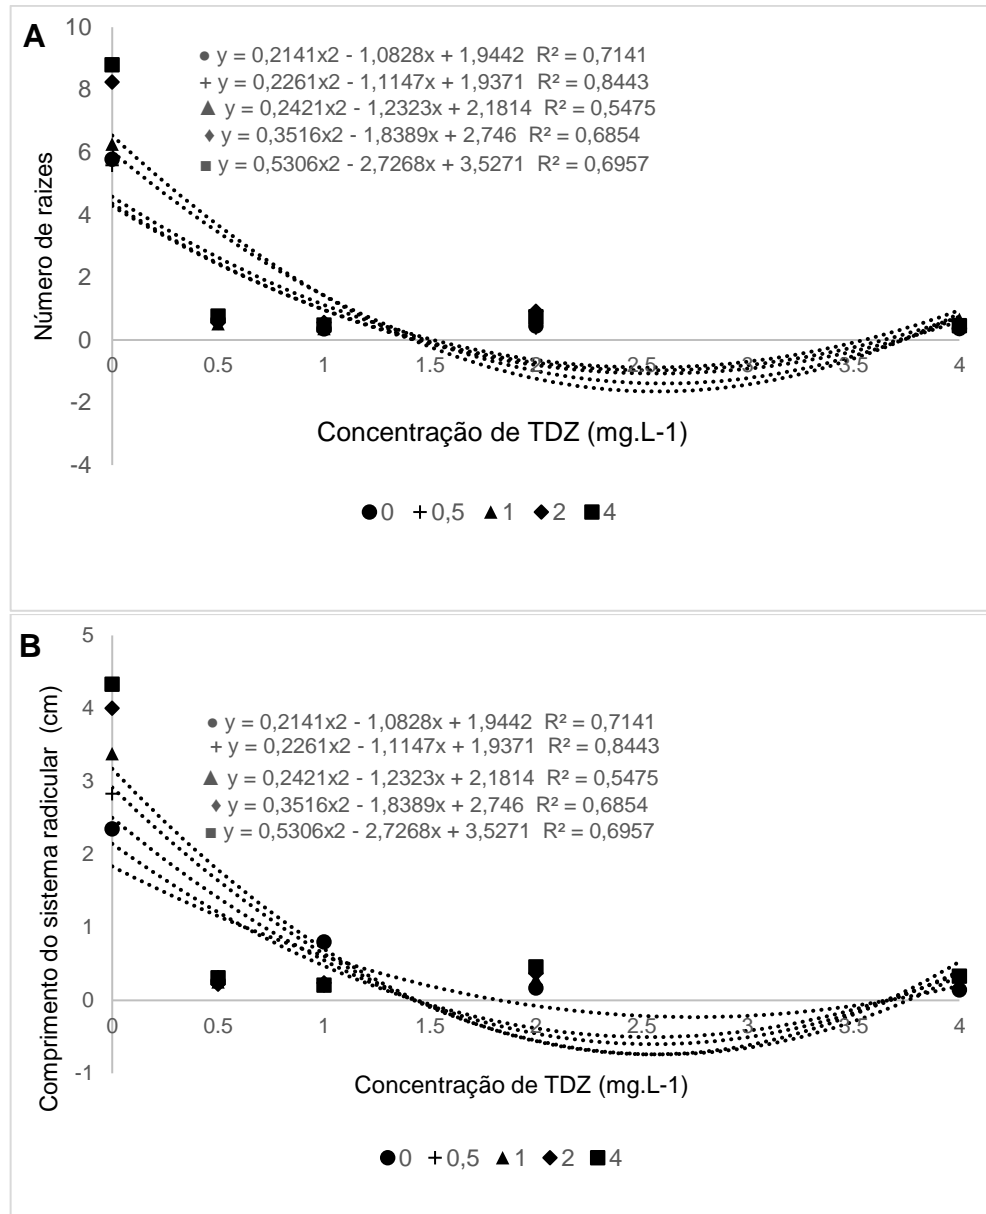 A
10
8
6
4
2
0
-2
-4
Número de raizes
● y = 0,2141x2 - 1,0828x + 1,9442 R² = 0,7141
+ y = 0,2261x2 - 1,1147x + 1,9371 R² = 0,8443
▲ y = 0,2421x2 - 1,2323x + 2,1814 R² = 0,5475
♦ y = 0,3516x2 - 1,8389x + 2,746 R² = 0,6854
■ y = 0,5306x2 - 2,7268x + 3,5271 R² = 0,6957
0 0.5 1 1.5 2 2.5 3 3.5 4
Concentração de TDZ (mg.L-1)
● 0 + 0,5 ▲ 1 ◆ 2 ■ 4
B
5
4
3
2
1
0
-1
Comprimento do sistema radicular (cm)
● y = 0,2141x2 - 1,0828x + 1,9442 R² = 0,7141
+ y = 0,2261x2 - 1,1147x + 1,9371 R² = 0,8443
▲ y = 0,2421x2 - 1,2323x + 2,1814 R² = 0,5475
♦ y = 0,3516x2 - 1,8389x + 2,746 R² = 0,6854
■ y = 0,5306x2 - 2,7268x + 3,5271 R² = 0,6957
0 0.5 1 1.5 2 2.5 3 3.5 4
Concentração de TDZ (mg.L-1)
● 0 + 0,5 ▲ 1 ◆ 2 ■ 4